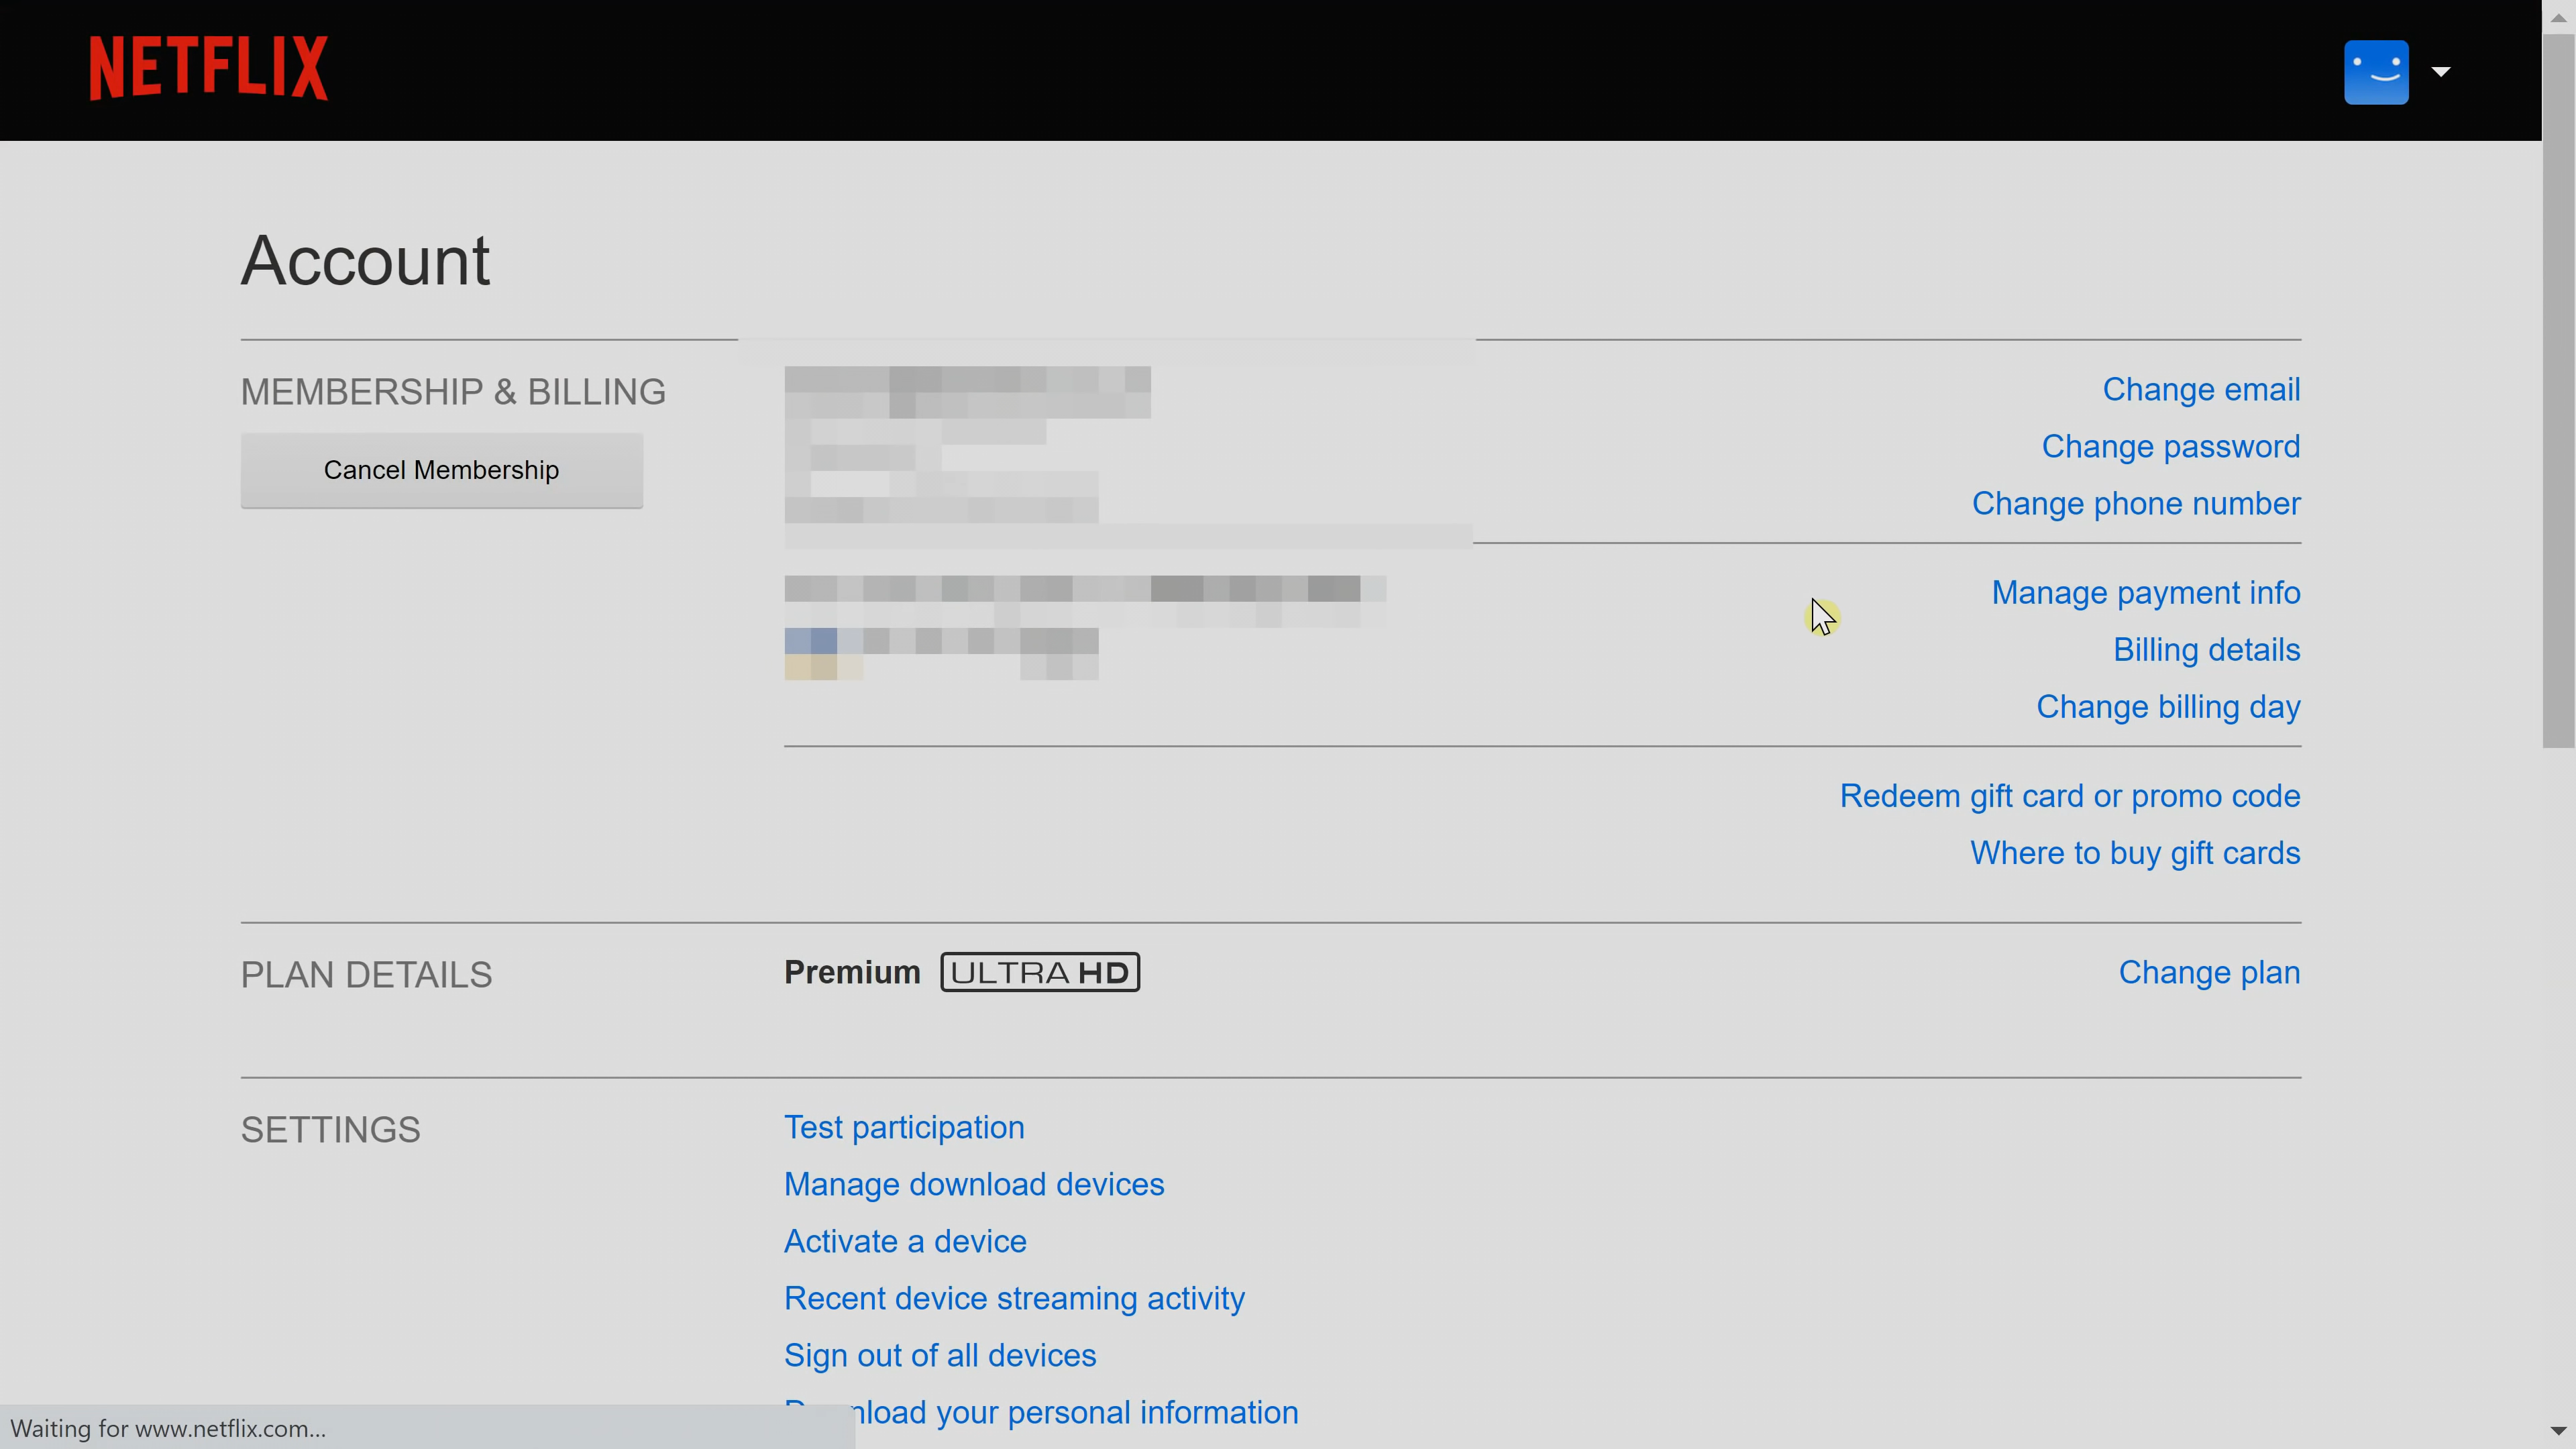 NETFLIX
Account
MEMBERSHIP & BILLING
Cancel Membership
Change email
Change password
Change phone number
Manage payment info
Billing details
Change billing day
Redeem gift card or promo code
Where to buy gift cards
PLAN DETAILS
Premium ULTRA HD
Change plan
SETTINGS
Test participation
Manage download devices
Activate a device
Recent device streaming activity
Sign out of all devices
your personal information
Waiting for www.netflix.com...